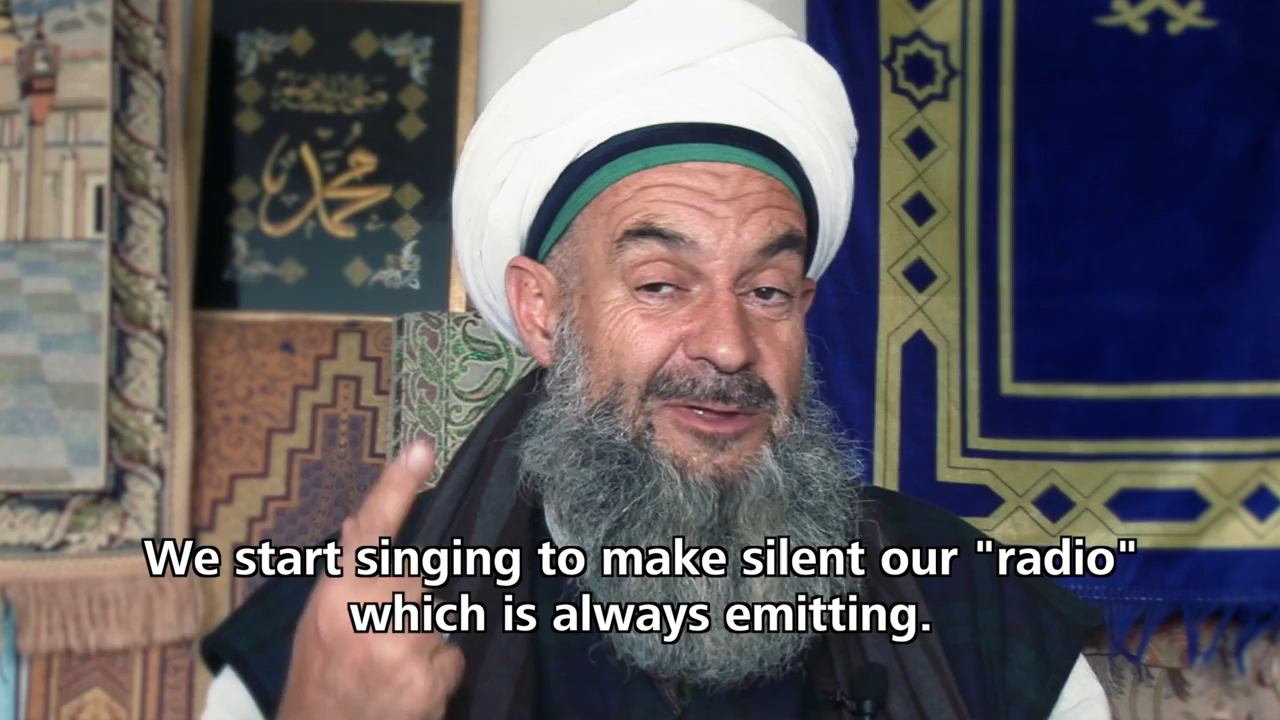 محمد
We start singing to make silent our "radio"
which is always emitting.